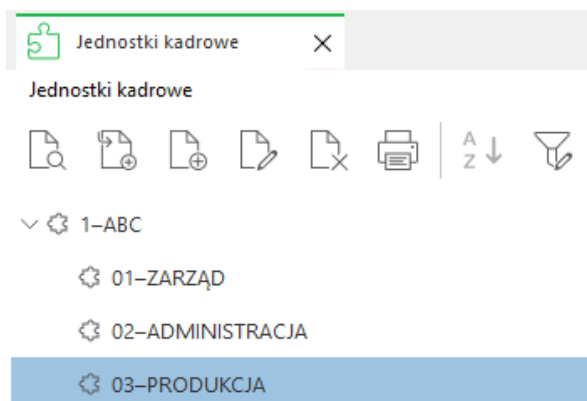 Jednostki kadrowe
Jednostki kadrowe
A
Z
1–ABC
01–ZARZĄD
02–ADMINISTRACJA
03–PRODUKCJA